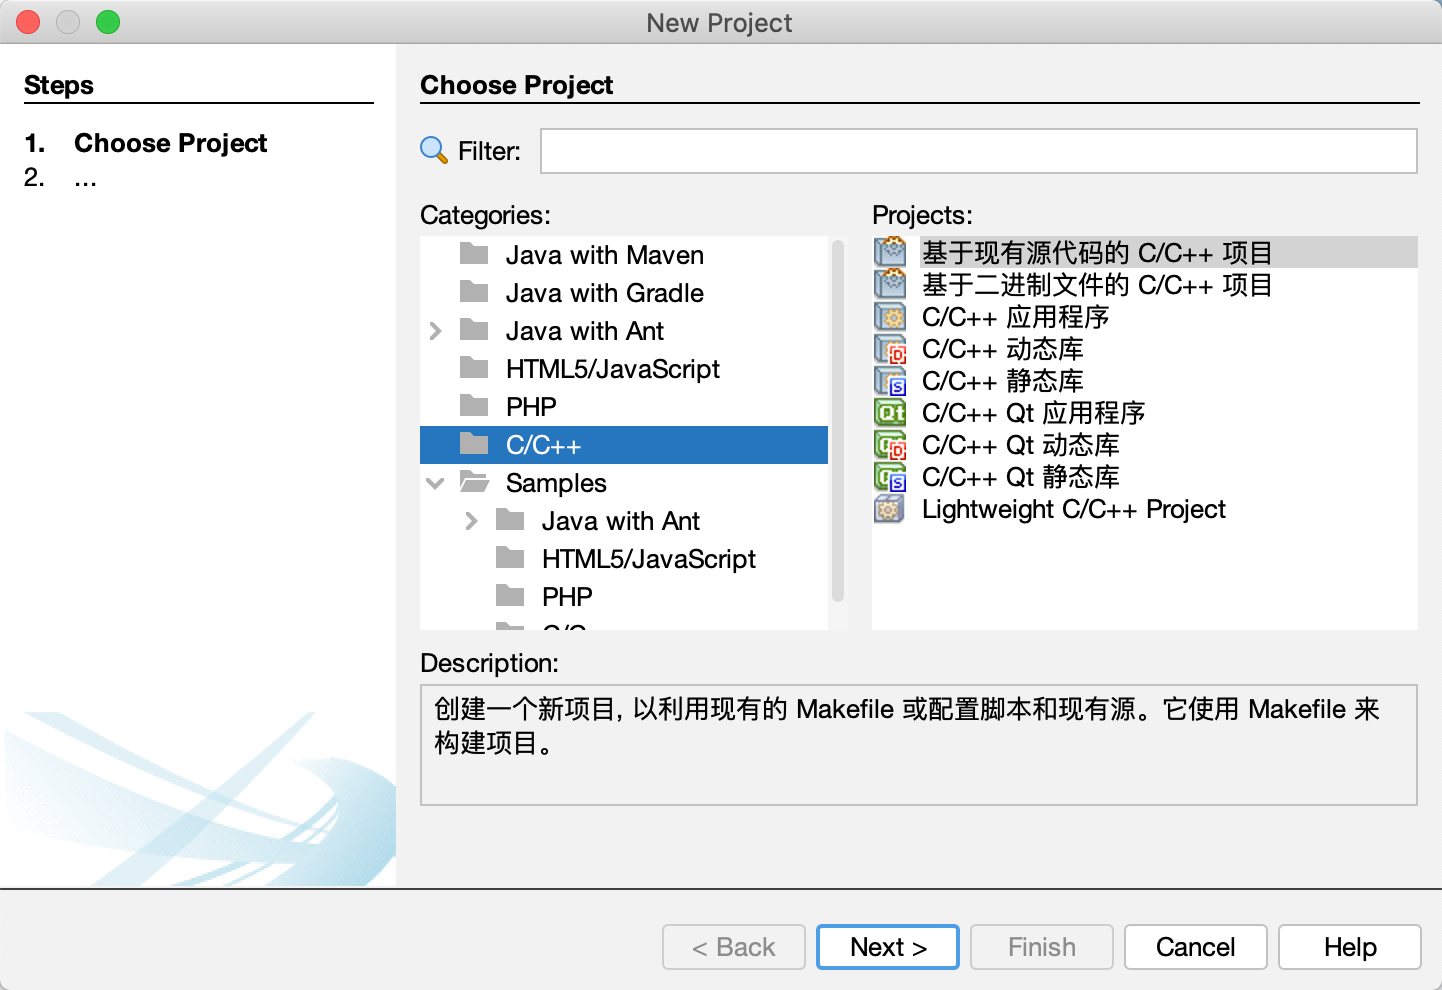 New Project
Steps
1. Choose Project
2. ...
Choose Project
Filter:
Categories:
Java with Maven
Java with Gradle
Java with Ant
HTML5/JavaScript
PHP
C/C++
Samples
Java with Ant
HTML5/JavaScript
PHP
Projects:
基于现有源代码的 C/C++ 项目
基于二进制文件的 C/C++ 项目
C/C++ 应用程序
C/C++ 动态库
C/C++ 静态库
C/C++ Qt 应用程序
C/C++ Qt 动态库
C/C++ Qt 静态库
Lightweight C/C++ Project
Description:
创建一个新项目, 以利用现有的 Makefile 或配置脚本和现有源。它使用 Makefile 来
构建项目。
< Back
Next >
Finish
Cancel
Help